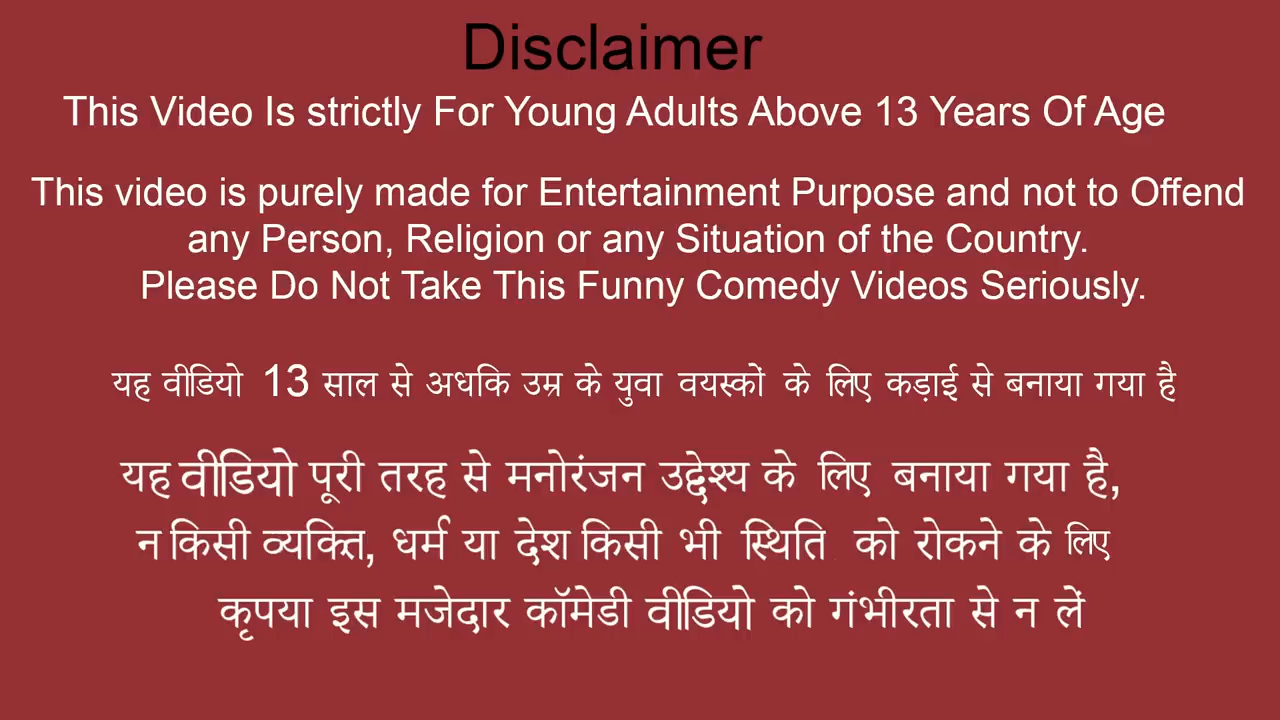 Disclaimer
This Video Is strictly For Young Adults Above 13 Years Of Age
This video is purely made for Entertainment Purpose and not to Offend
any Person, Religion or any Situation of the Country.
Please Do Not Take This Funny Comedy Videos Seriously.
यह वीडियो 13 साल से अधकि उम्र के युवा वयस्कों के लिए कड़ाई से बनाया गया है
यह वीडियो पूरी तरह से मनोरंजन उद्देश्य के लिए बनाया गया है,
न किसी व्यक्ति, धर्म या देश किसी भी स्थिति को रोकने के लिए
कृपया इस मजेदार कॉमेडी वीडियो को गंभीरता से न लें